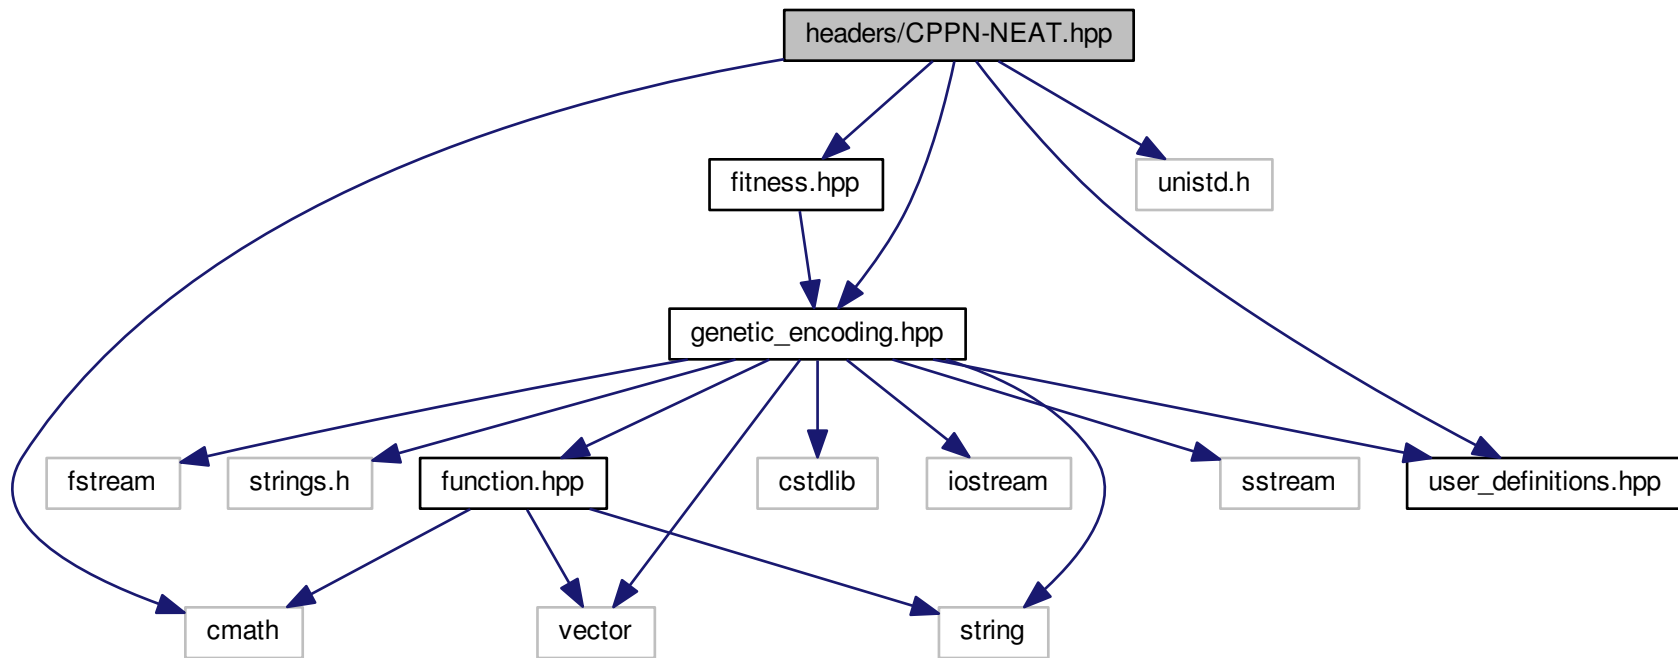 headers/CPPN-NEAT.hpp
fitness.hpp
unistd.h
genetic_encoding.hpp
fstream
strings.h
function.hpp
cstdlib
iostream
sstream
user_definitions.hpp
cmath
vector
string